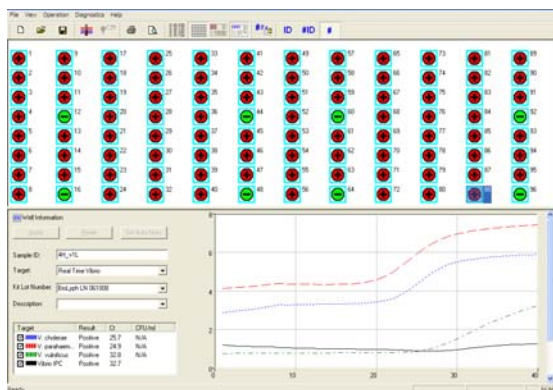 File View Operation Diagnostics Help
ID #ID #
1 9 17 25 33 41 49 57 65 73 81 89
2 10 18 26 34 42 50 58 66 74 82 90
3 11 19 27 35 43 51 59 67 75 83 91
4 12 20 28 36 44 52 60 68 76 84 92
5 13 21 29 37 45 53 61 69 77 85 93
6 14 22 30 38 46 54 62 70 78 86 94
7 15 23 31 39 47 55 63 71 79 87 95
8 16 24 32 40 48 56 64 72 80 88 96
Well Information
Sample ID:
Target: Real Time Vibrio
Kit Lot Number: BioLyph LN 061008
Description:
Target Result Ct CFU/ml
V. cholerae Positive 25.7 N/A
V. parahaem... Positive 24.9 N/A
V. vulnificus Positive 32.8 N/A
Vibrio IPC Positive 32.7
8
6
4
2
0
10 20 30 40
Ready